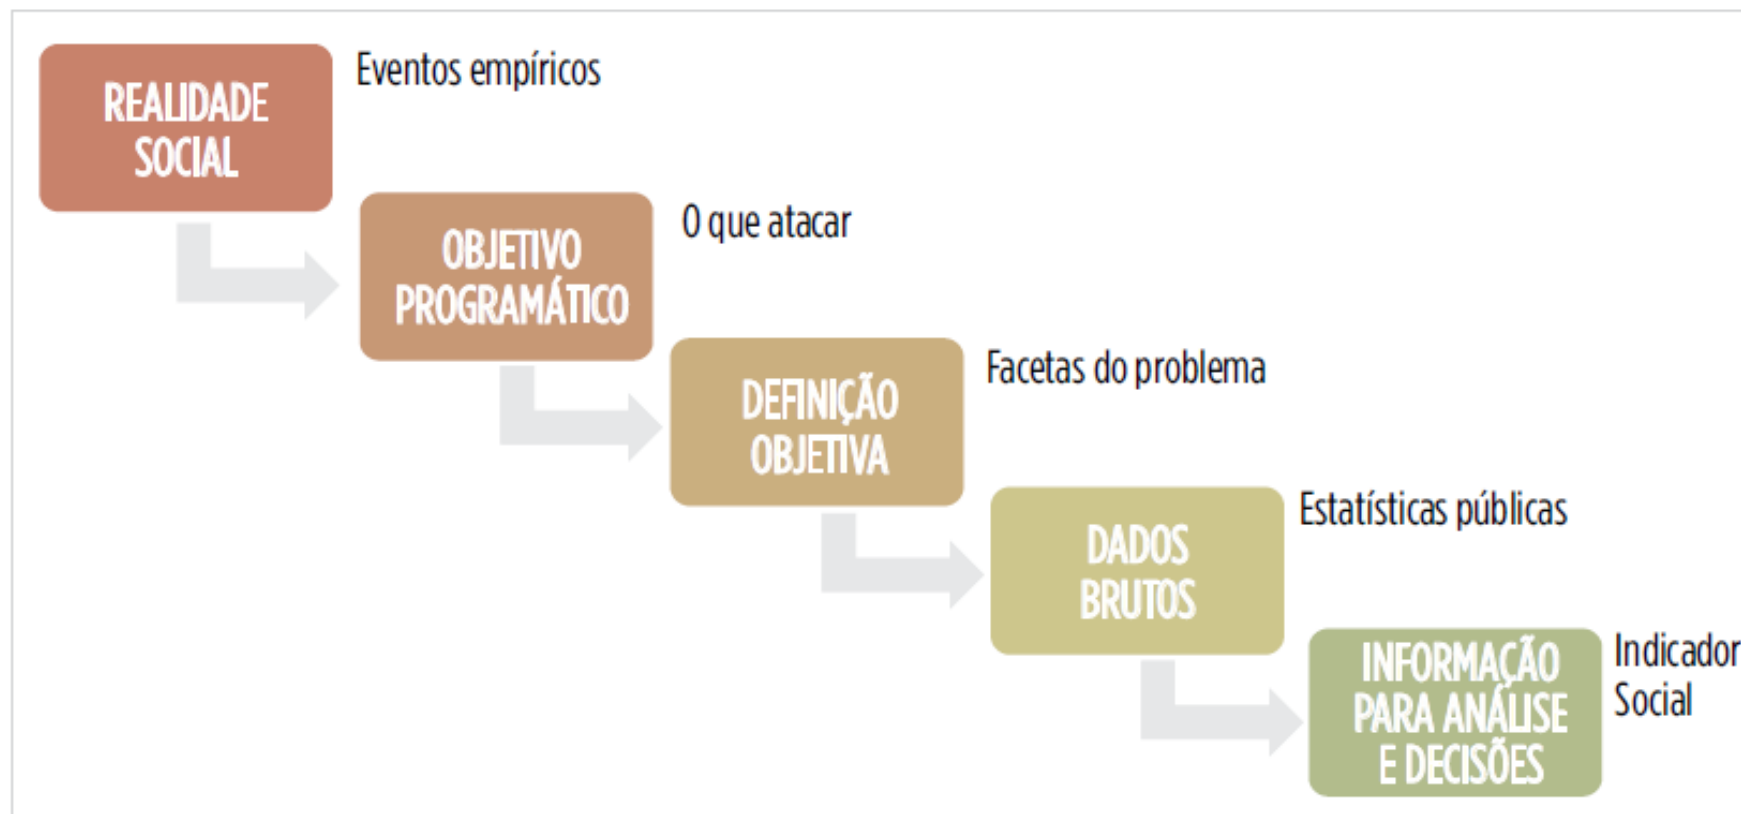 REALIDADE
SOCIAL
Eventos empíricos
OBJETIVO
PROGRAMÁTICO
O que atacar
DEFINIÇÃO
OBJETIVA
Facetas do problema
DADOS
BRUTOS
Estatísticas públicas
INFORMAÇÃO
PARA ANÁLISE
E DECISÕES
Indicador
Social